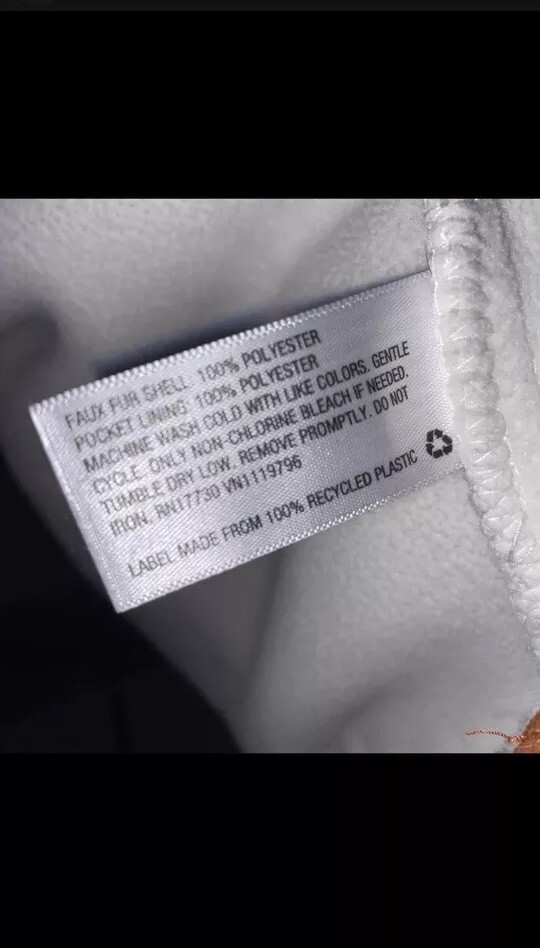 FAUX FUR SHELL: 100% POLYESTER
POCKET LINING: 100% POLYESTER
MACHINE WASH COLD WITH LIKE COLORS. GENTLE
CYCLE. ONLY NON-CHLORINE BLEACH IF NEEDED.
TUMBLE DRY LOW. REMOVE PROMPTLY. DO NOT
IRON. RN17730 VN1119796
LABEL MADE FROM 100% RECYCLED PLASTIC